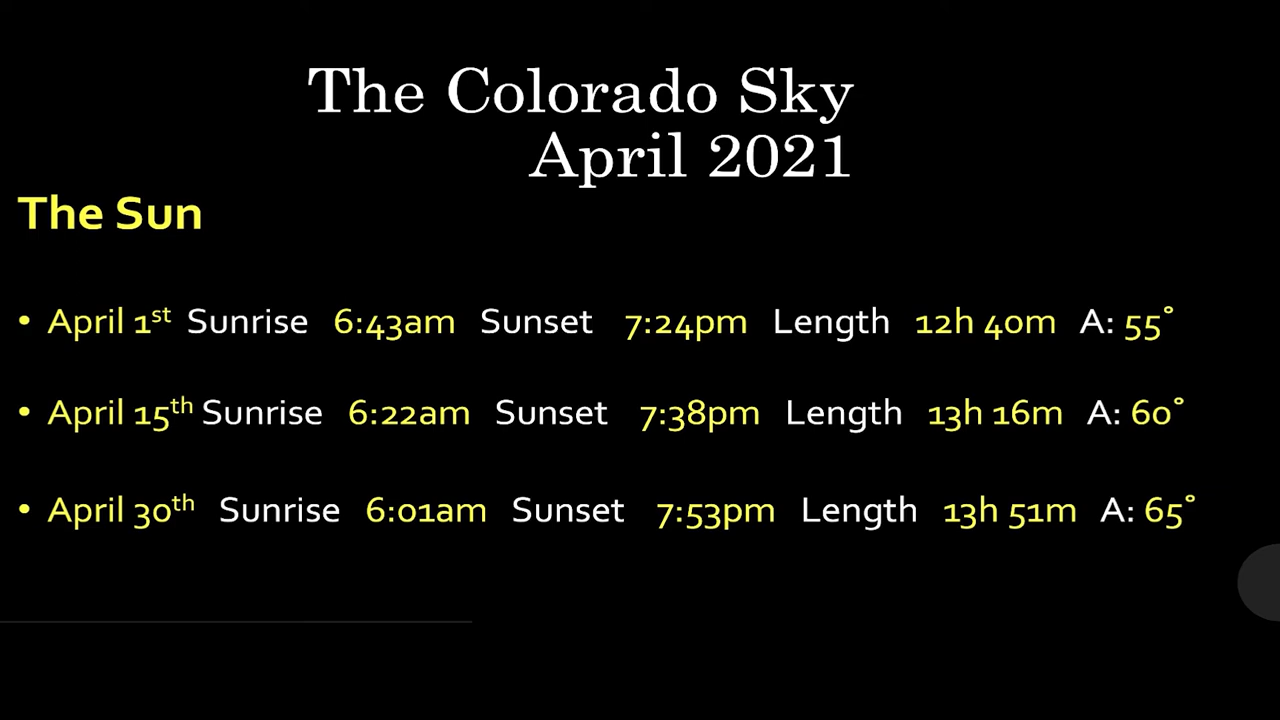 The Colorado Sky
April 2021
The Sun
• April 1st Sunrise 6:43am Sunset 7:24pm Length 12h 40m A: 55°
• April 15th Sunrise 6:22am Sunset 7:38pm Length 13h 16m A: 60°
• April 30th Sunrise 6:01am Sunset 7:53pm Length 13h 51m A: 65°